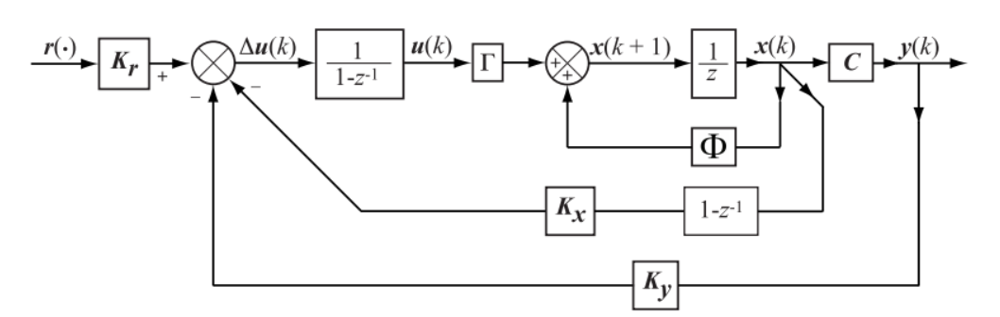 r(·) K_r + Δu(k) 1/(1-z⁻¹) u(k) Γ + + x(k + 1) 1/z x(k) C y(k)
− −
Φ
K_x 1-z⁻¹
K_y